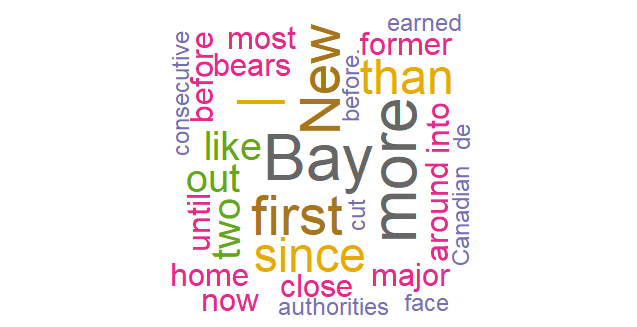 earned
most
former
consecutive
before
bears
New
before.
than
—
more
into
de
like
Bay
out
around
Canadian
until
two
first
cut
since
home
close
major
now
authorities
face